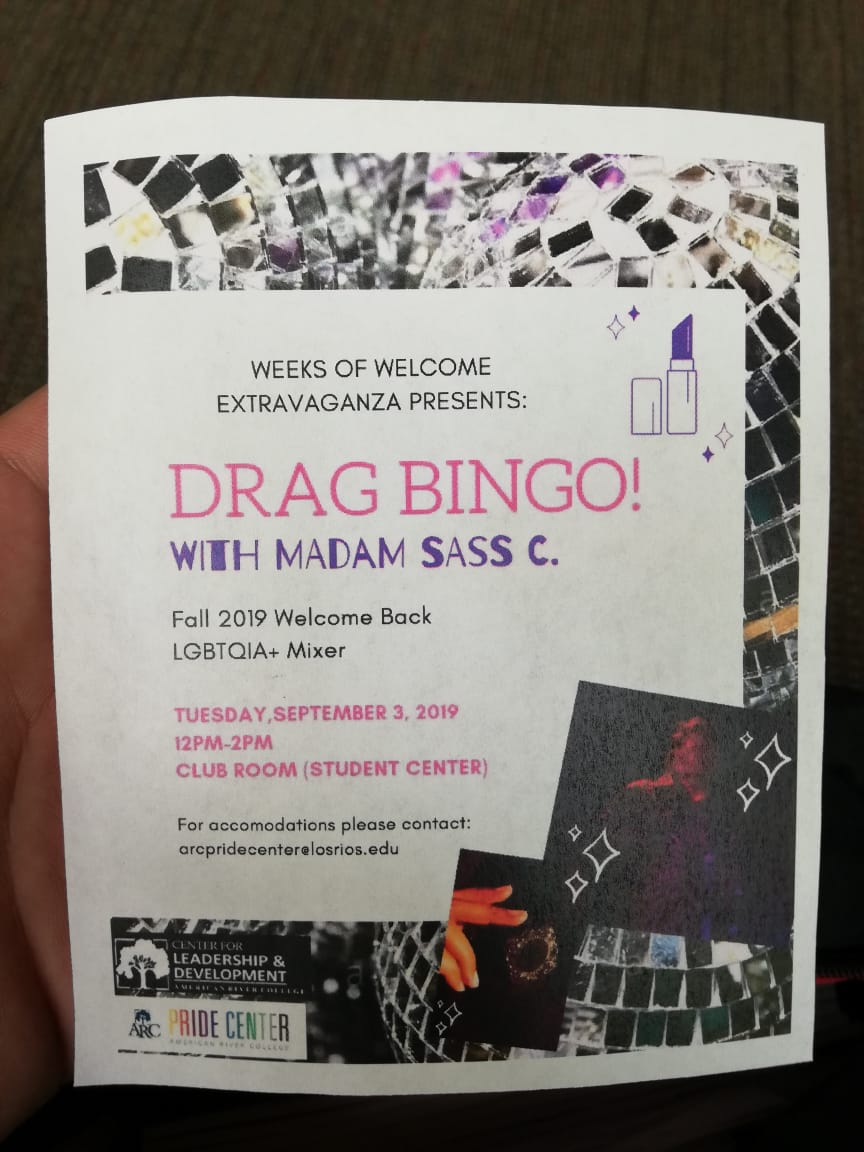 WEEKS OF WELCOME
EXTRAVAGANZA PRESENTS:
DRAG BINGO!
WITH MADAM SASS C.
Fall 2019 Welcome Back
LGBTQIA+ Mixer
TUESDAY,SEPTEMBER 3, 2019
12PM-2PM
CLUB ROOM (STUDENT CENTER)
For accomodations please contact:
arcpridecenter@losrios.edu
CENTER FOR
LEADERSHIP &
DEVELOPMENT
AMERICAN RIVER COLLEGE
ARC PRIDE CENTER
AMERICAN RIVER COLLEGE